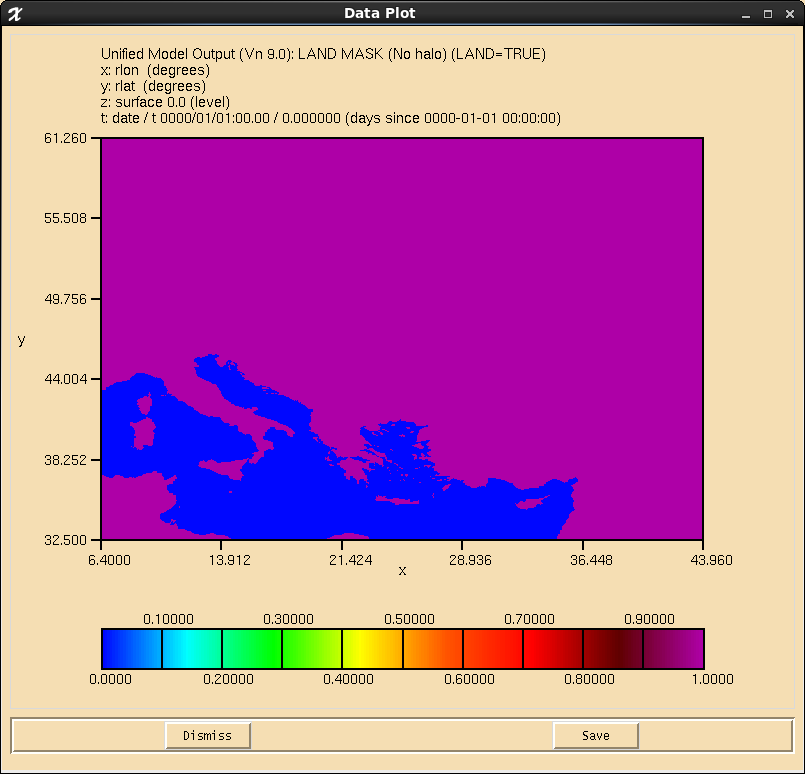 Data Plot
Unified Model Output (Vn 9.0): LAND MASK (No halo) (LAND=TRUE)
x: rlon (degrees)
y: rlat (degrees)
z: surface 0.0 (level)
t: date / t 0000/01/01:00.00 / 0.000000 (days since 0000-01-01 00:00:00)
61.260
55.508
49.756
y
44.004
38.252
32.500
6.4000 13.912 21.424 28.936 36.448 43.960
x
0.10000 0.30000 0.50000 0.70000 0.90000
0.0000 0.20000 0.40000 0.60000 0.80000 1.0000
Dismiss Save